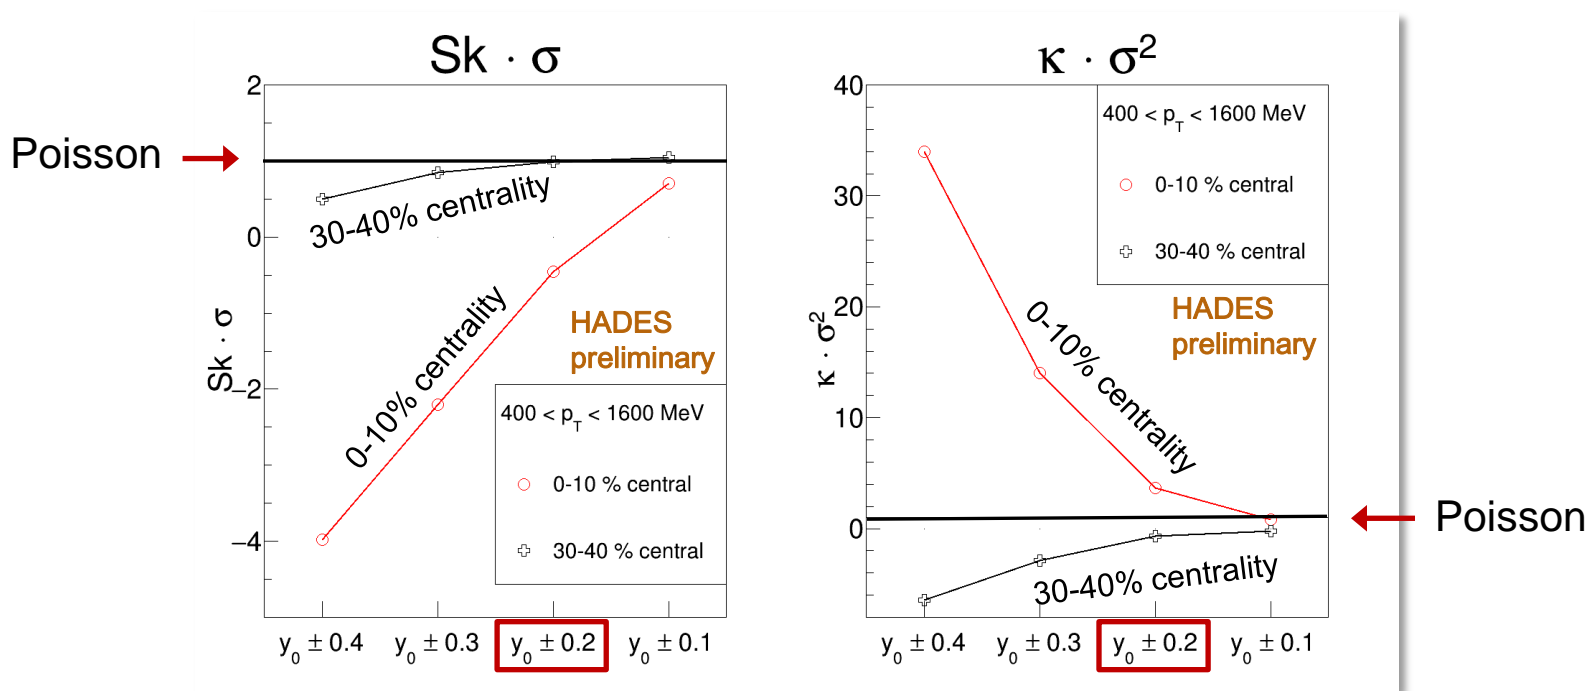 Sk · σ
κ · σ²
Poisson
2
0
−2
−4
Sk · σ
30-40% centrality
0-10% centrality
HADES
preliminary
400 < p_T < 1600 MeV
0-10 % central
30-40 % central
y₀ ± 0.4
y₀ ± 0.3
y₀ ± 0.2
y₀ ± 0.1
40
30
20
10
0
κ · σ²
400 < p_T < 1600 MeV
0-10 % central
30-40 % central
HADES
preliminary
0-10% centrality
30-40% centrality
y₀ ± 0.4
y₀ ± 0.3
y₀ ± 0.2
y₀ ± 0.1
Poisson